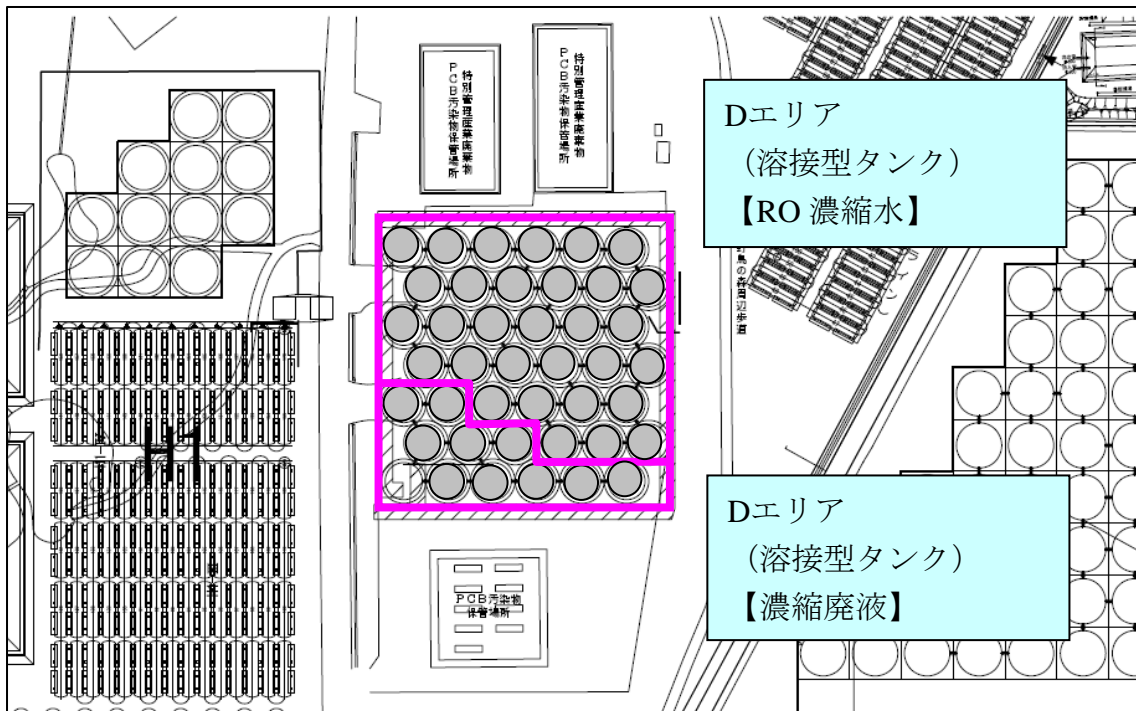 特別管理産業廃棄物
PCB汚染物保管場所
特別管理産業廃棄物
PCB汚染物保管場所
Dエリア
（溶接型タンク）
【RO 濃縮水】
H1
Dエリア
（溶接型タンク）
【濃縮廃液】
PCB汚染物
保管場所